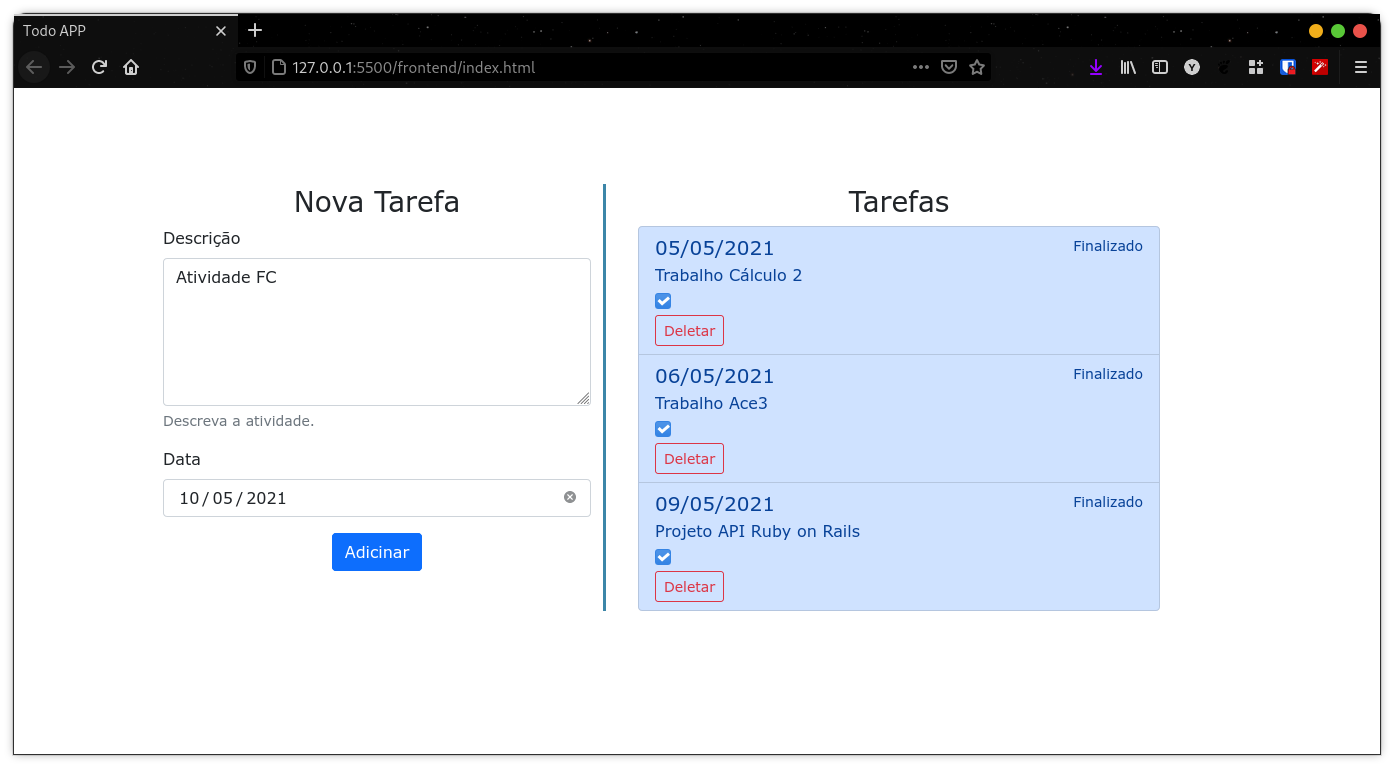 Todo APP
127.0.0.1:5500/frontend/index.html
Nova Tarefa
Descrição
Atividade FC
Descreva a atividade.
Data
10/05/2021
Adicinar
Tarefas
05/05/2021
Finalizado
Trabalho Cálculo 2
Deletar
06/05/2021
Finalizado
Trabalho Ace3
Deletar
09/05/2021
Finalizado
Projeto API Ruby on Rails
Deletar